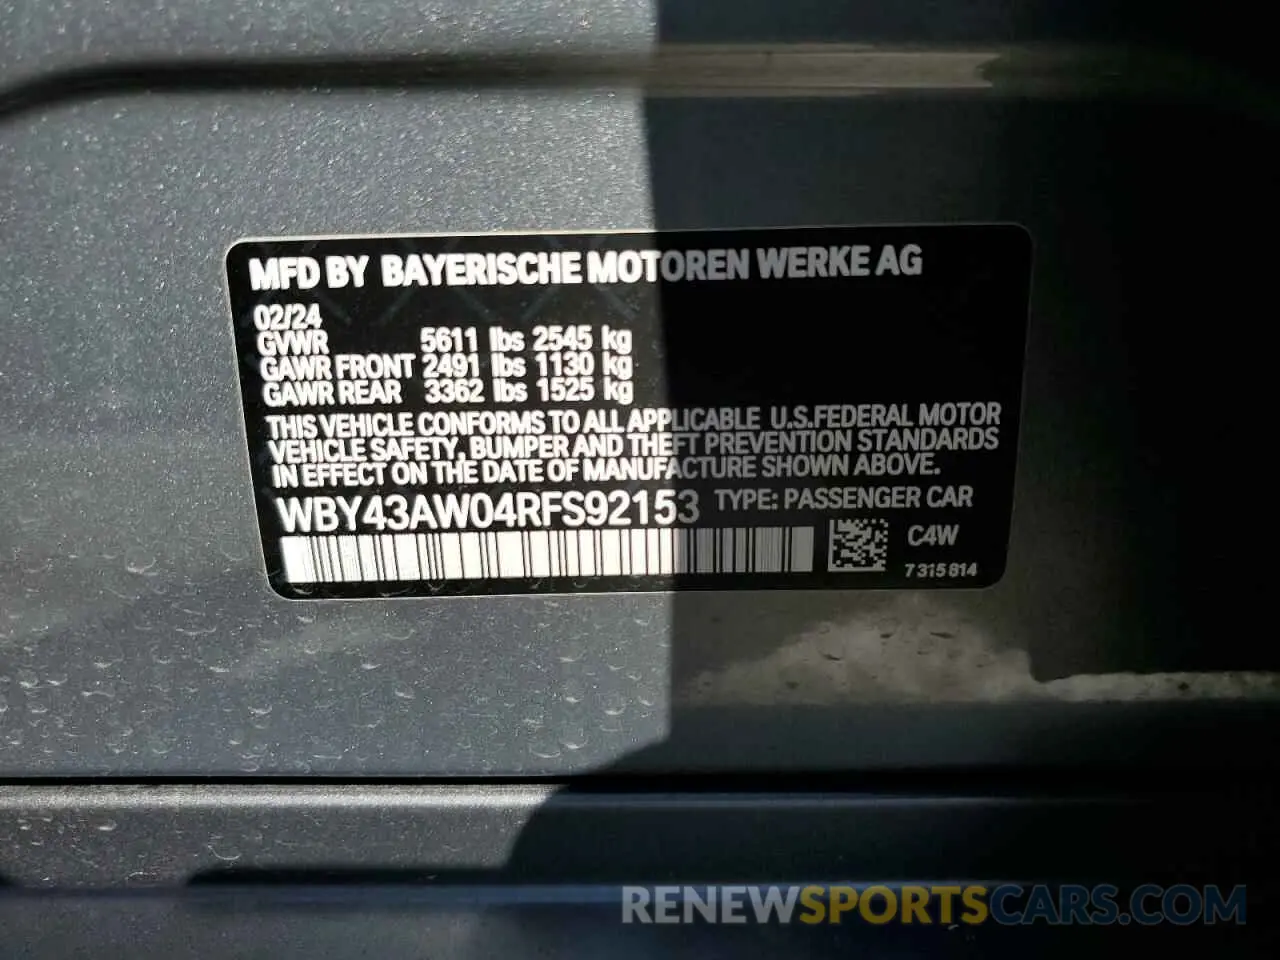 MFD BY BAYERISCHE MOTOREN WERKE AG
02/24
GVWR 5611 lbs 2545 kg
GAWR FRONT 2491 lbs 1130 kg
GAWR REAR 3362 lbs 1525 kg
THIS VEHICLE CONFORMS TO ALL APPLICABLE U.S.FEDERAL MOTOR
VEHICLE SAFETY, BUMPER AND THEFT PREVENTION STANDARDS
IN EFFECT ON THE DATE OF MANUFACTURE SHOWN ABOVE.
WBY43AW04RFS92153 TYPE: PASSENGER CAR
C4W
7 315 814
RENEWSPORTSCARS.COM